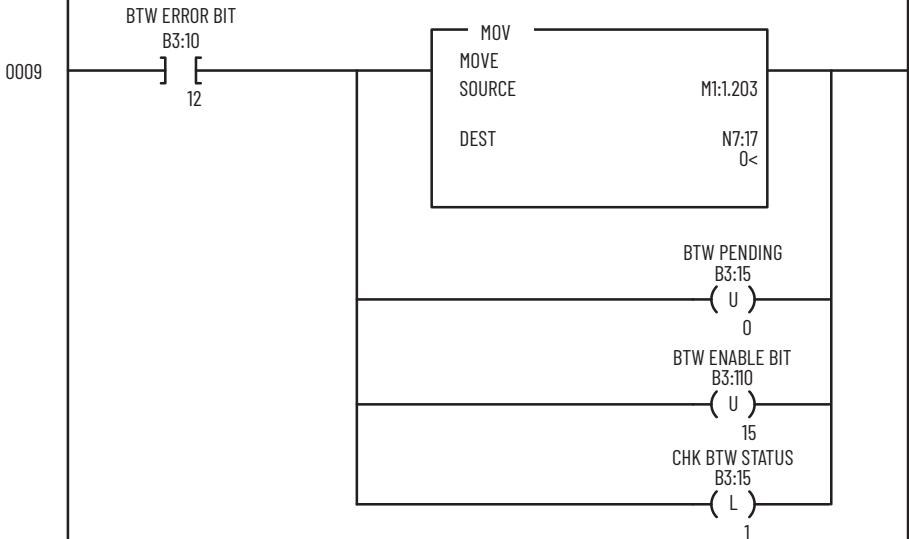 BTW ERROR BIT
B3:10
0009
12
MOV
MOVE
SOURCE M1:1.203
DEST N7:17
0<
BTW PENDING
B3:15
U
0
BTW ENABLE BIT
B3:110
U
15
CHK BTW STATUS
B3:15
L
1